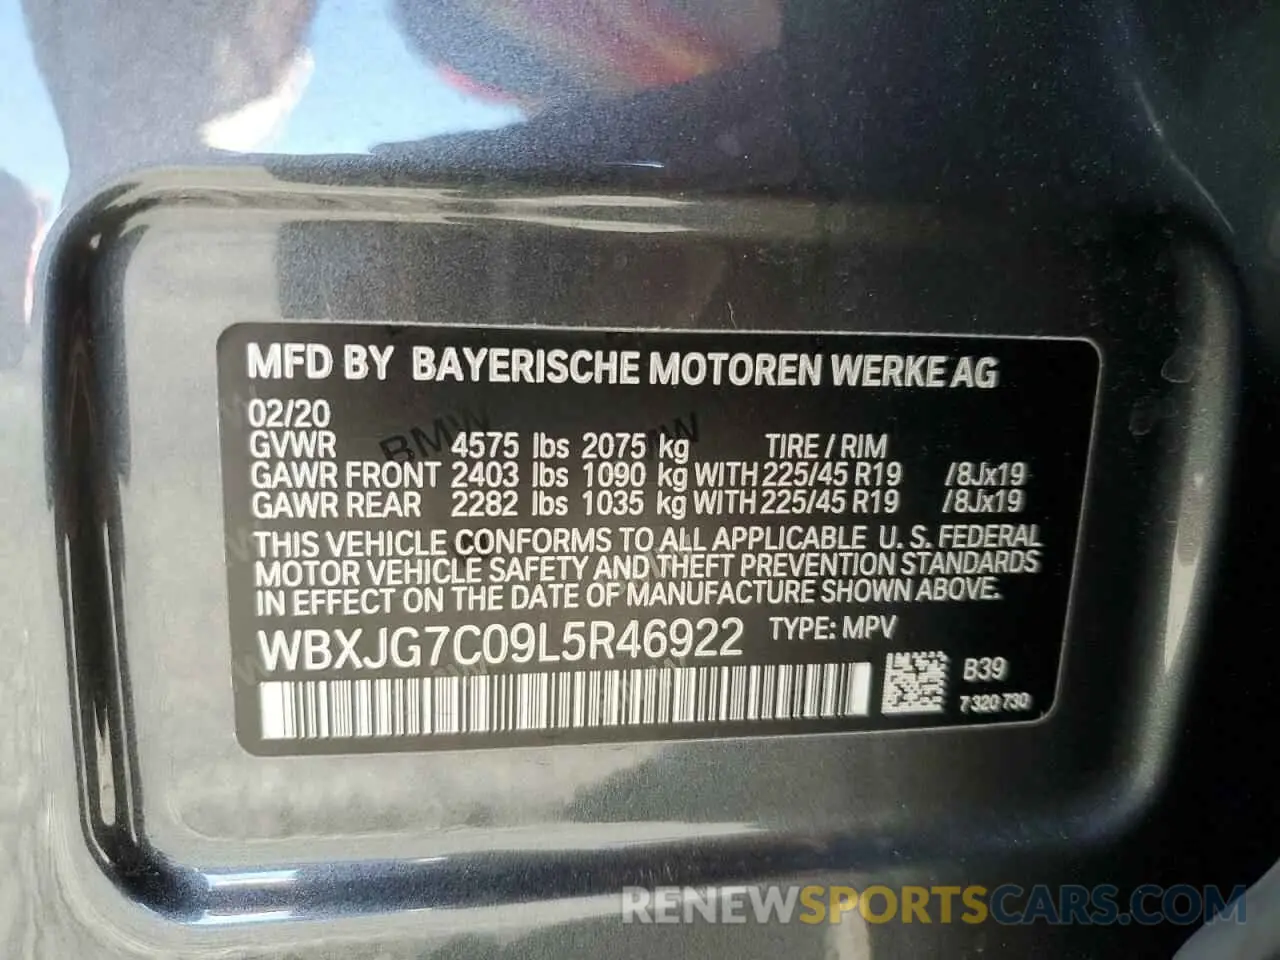 MFD BY BAYERISCHE MOTOREN WERKE AG
02/20
GVWR 4575 lbs 2075 kg TIRE / RIM
GAWR FRONT 2403 lbs 1090 kg WITH 225/45 R19 /8Jx19
GAWR REAR 2282 lbs 1035 kg WITH 225/45 R19 /8Jx19
THIS VEHICLE CONFORMS TO ALL APPLICABLE U. S. FEDERAL
MOTOR VEHICLE SAFETY AND THEFT PREVENTION STANDARDS
IN EFFECT ON THE DATE OF MANUFACTURE SHOWN ABOVE.
WBXJG7C09L5R46922 TYPE: MPV
B39
7 320 730
RENEWSPORTSCARS.COM